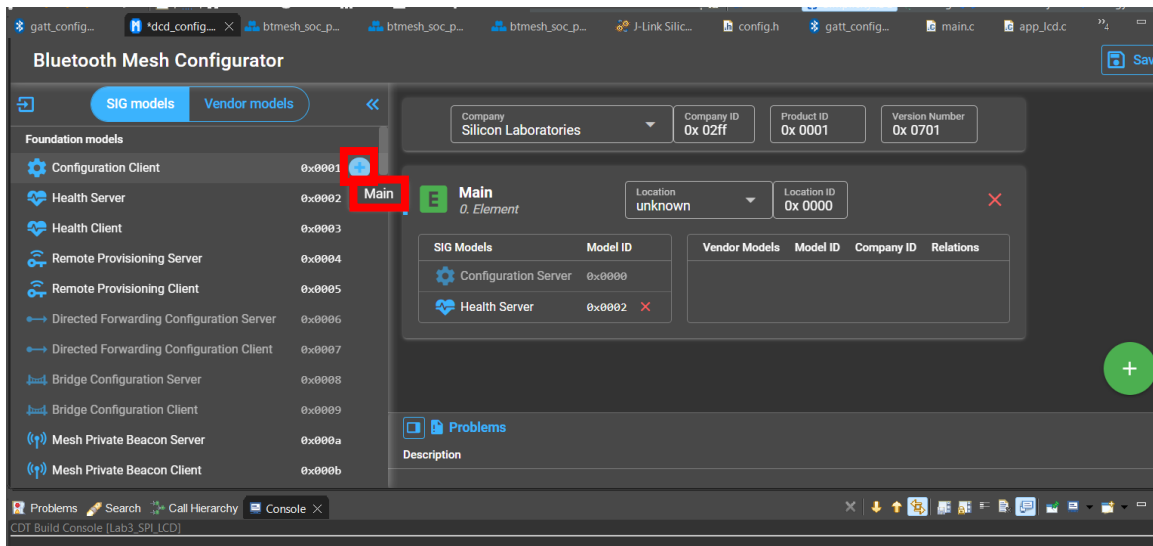 gatt_config...
*dcd_config....
btmesh_soc_p...
btmesh_soc_p...
btmesh_soc_p...
J-Link Silic...
config.h
gatt_config...
main.c
app_lcd.c
»4
Bluetooth Mesh Configurator
Sav
SIG models
Vendor models
Foundation models
Configuration Client 0x0001
Main
Health Server 0x0002
Health Client 0x0003
Remote Provisioning Server 0x0004
Remote Provisioning Client 0x0005
Directed Forwarding Configuration Server 0x0006
Directed Forwarding Configuration Client 0x0007
Bridge Configuration Server 0x0008
Bridge Configuration Client 0x0009
Mesh Private Beacon Server 0x000a
Mesh Private Beacon Client 0x000b
Company
Silicon Laboratories
Company ID
0x 02ff
Product ID
0x 0001
Version Number
0x 0701
E
Main
0. Element
Location
unknown
Location ID
0x 0000
SIG Models Model ID
Configuration Server 0x0000
Health Server 0x0002
Vendor Models Model ID Company ID Relations
Problems
Description
Problems Search Call Hierarchy Console
CDT Build Console [Lab3_SPI_LCD]